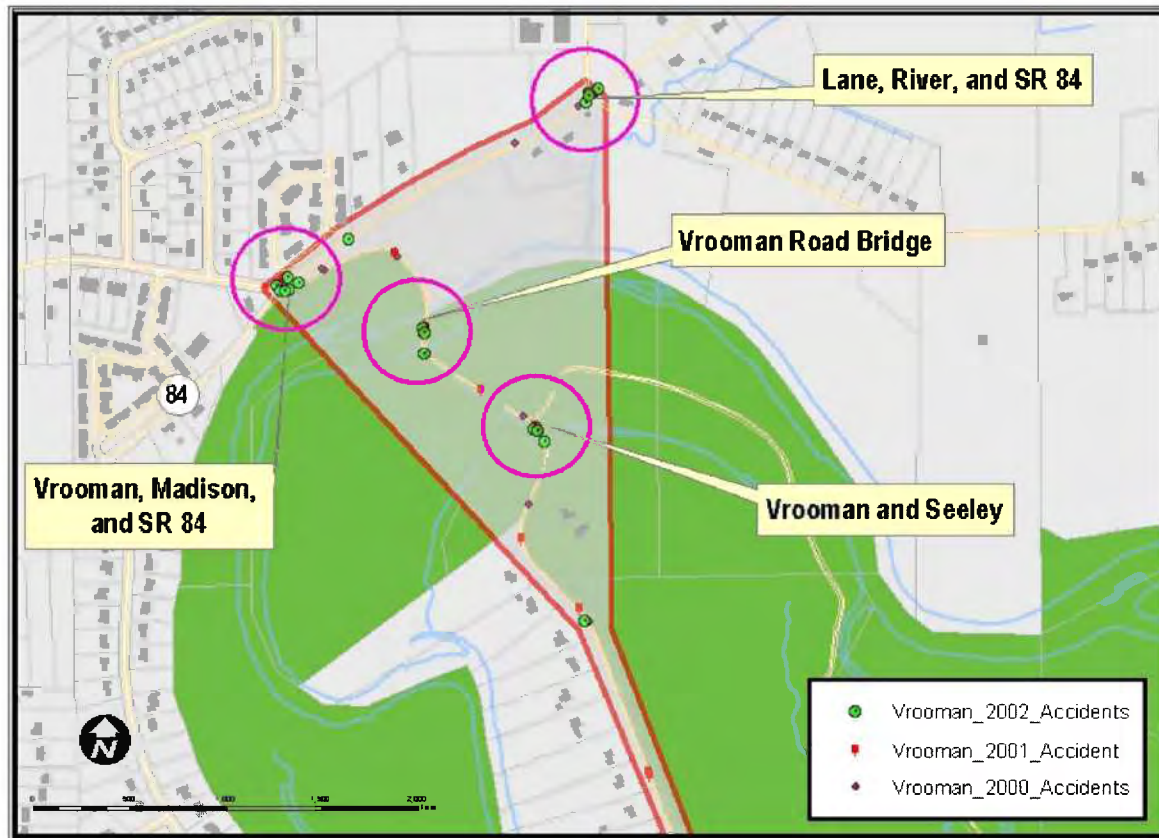 Lane, River, and SR 84
Vrooman Road Bridge
84
Vrooman, Madison,
and SR 84
Vrooman and Seeley
N
Vrooman_2002_Accidents
Vrooman_2001_Accident
Vrooman_2000_Accidents